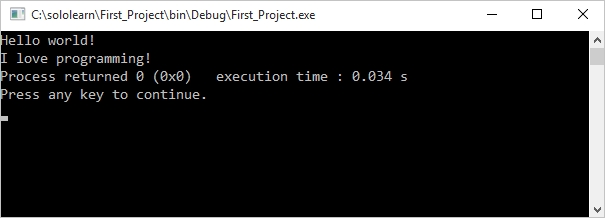 C:\sololearn\First_Project\bin\Debug\First_Project.exe
Hello world!
I love programming!
Process returned 0 (0x0)   execution time : 0.034 s
Press any key to continue.